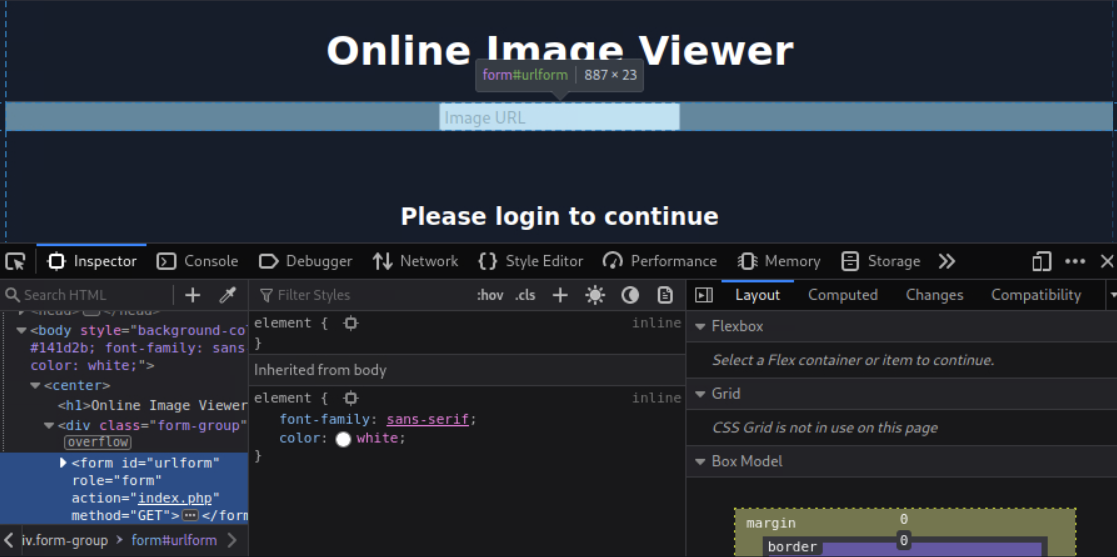 Online Image Viewer
form#urlform 887 × 23
Image URL
Please login to continue
Inspector Console Debugger Network Style Editor Performance Memory Storage
Search HTML
Filter Styles
:hov .cls
Layout Computed Changes Compatibility
<head> </head>
<body style="background-co
#141d2b; font-family: sans
color: white;">
<center>
<h1>Online Image Viewer
<div class="form-group"
overflow
<form id="urlform"
role="form"
action="index.php"
method="GET"> </form
iv.form-group > form#urlform
element { inline
}
Inherited from body
element { inline
font-family: sans-serif;
color: white;
}
Flexbox
Select a Flex container or item to continue.
Grid
CSS Grid is not in use on this page
Box Model
margin 0
border 0